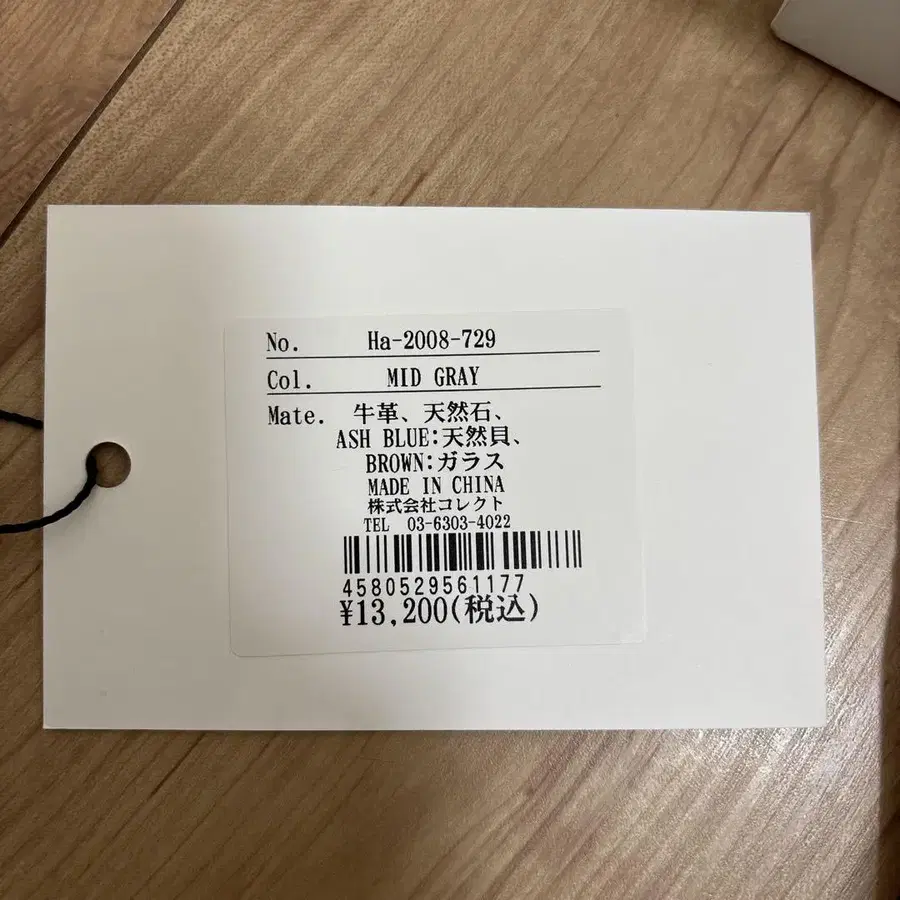 No. Ha-2008-729
Col. MID GRAY
Mate. 牛革、天然石、
ASH BLUE:天然貝、
BROWN:ガラス
MADE IN CHINA
株式会社コレクト
TEL 03-6303-4022
4580529561177
¥13,200(税込)